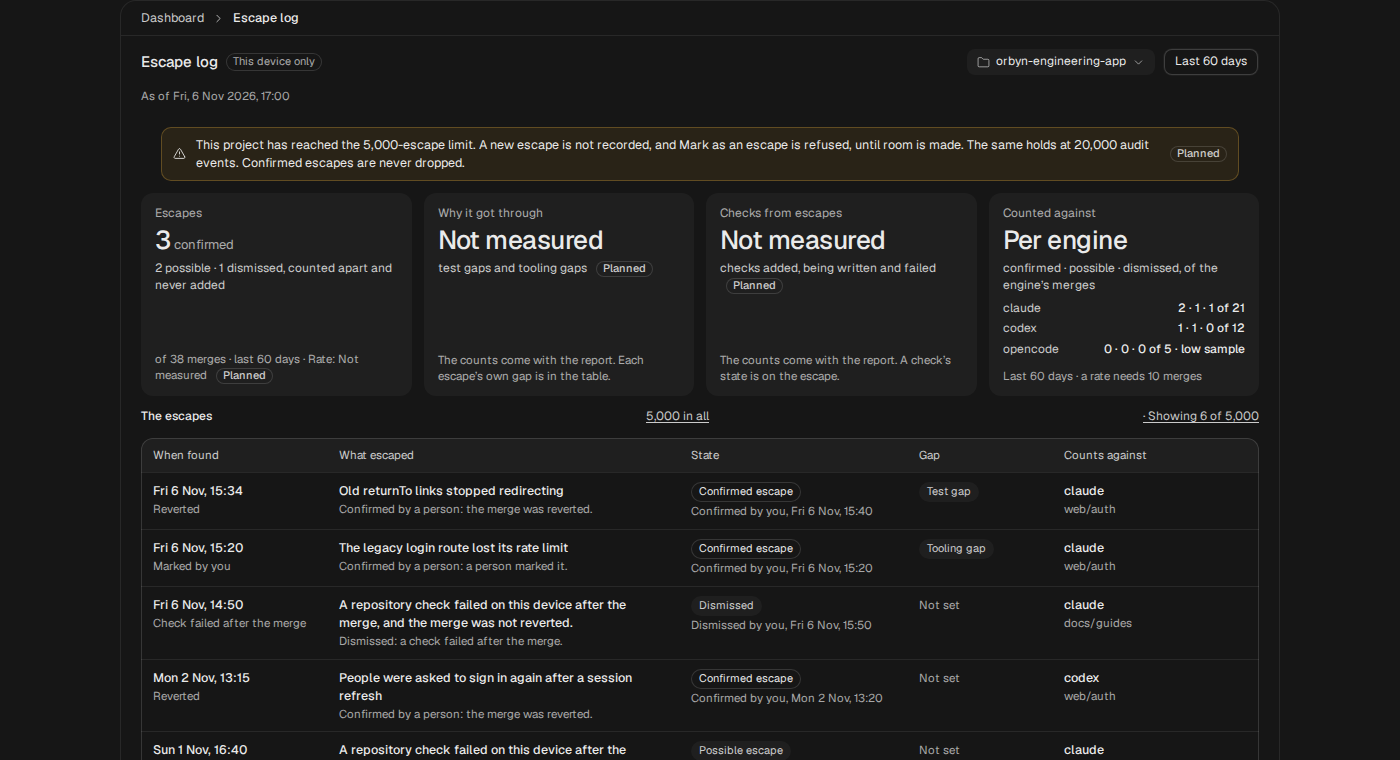 Dashboard > Escape log
Escape log This device only orbyn-engineering-app Last 60 days
As of Fri, 6 Nov 2026, 17:00
This project has reached the 5,000-escape limit. A new escape is not recorded, and Mark as an escape is refused, until room is made. The same holds at 20,000 audit
events. Confirmed escapes are never dropped.
Planned
Escapes
3 confirmed
2 possible · 1 dismissed, counted apart and
never added
of 38 merges · last 60 days · Rate: Not
measured Planned
Why it got through
Not measured
test gaps and tooling gaps Planned
The counts come with the report. Each
escape's own gap is in the table.
Checks from escapes
Not measured
checks added, being written and failed
Planned
The counts come with the report. A check's
state is on the escape.
Counted against
Per engine
confirmed · possible · dismissed, of the
engine's merges
claude 2 · 1 · 1 of 21
codex 1 · 1 · 0 of 12
opencode 0 · 0 · 0 of 5 · low sample
Last 60 days · a rate needs 10 merges
The escapes 5,000 in all · Showing 6 of 5,000
When found What escaped State Gap Counts against
Fri 6 Nov, 15:34 Old returnTo links stopped redirecting Confirmed escape Test gap claude
Reverted Confirmed by a person: the merge was reverted. Confirmed by you, Fri 6 Nov, 15:40 web/auth
Fri 6 Nov, 15:20 The legacy login route lost its rate limit Confirmed escape Tooling gap claude
Marked by you Confirmed by a person: a person marked it. Confirmed by you, Fri 6 Nov, 15:20 web/auth
Fri 6 Nov, 14:50 A repository check failed on this device after the Dismissed Not set claude
Check failed after the merge merge, and the merge was not reverted. Dismissed by you, Fri 6 Nov, 15:50 docs/guides
Dismissed: a check failed after the merge.
Mon 2 Nov, 13:15 People were asked to sign in again after a session Confirmed escape Not set codex
Reverted refresh Confirmed by you, Mon 2 Nov, 13:20 web/auth
Confirmed by a person: the merge was reverted.
Sun 1 Nov, 16:40 A repository check failed on this device after the Possible escape Not set claude